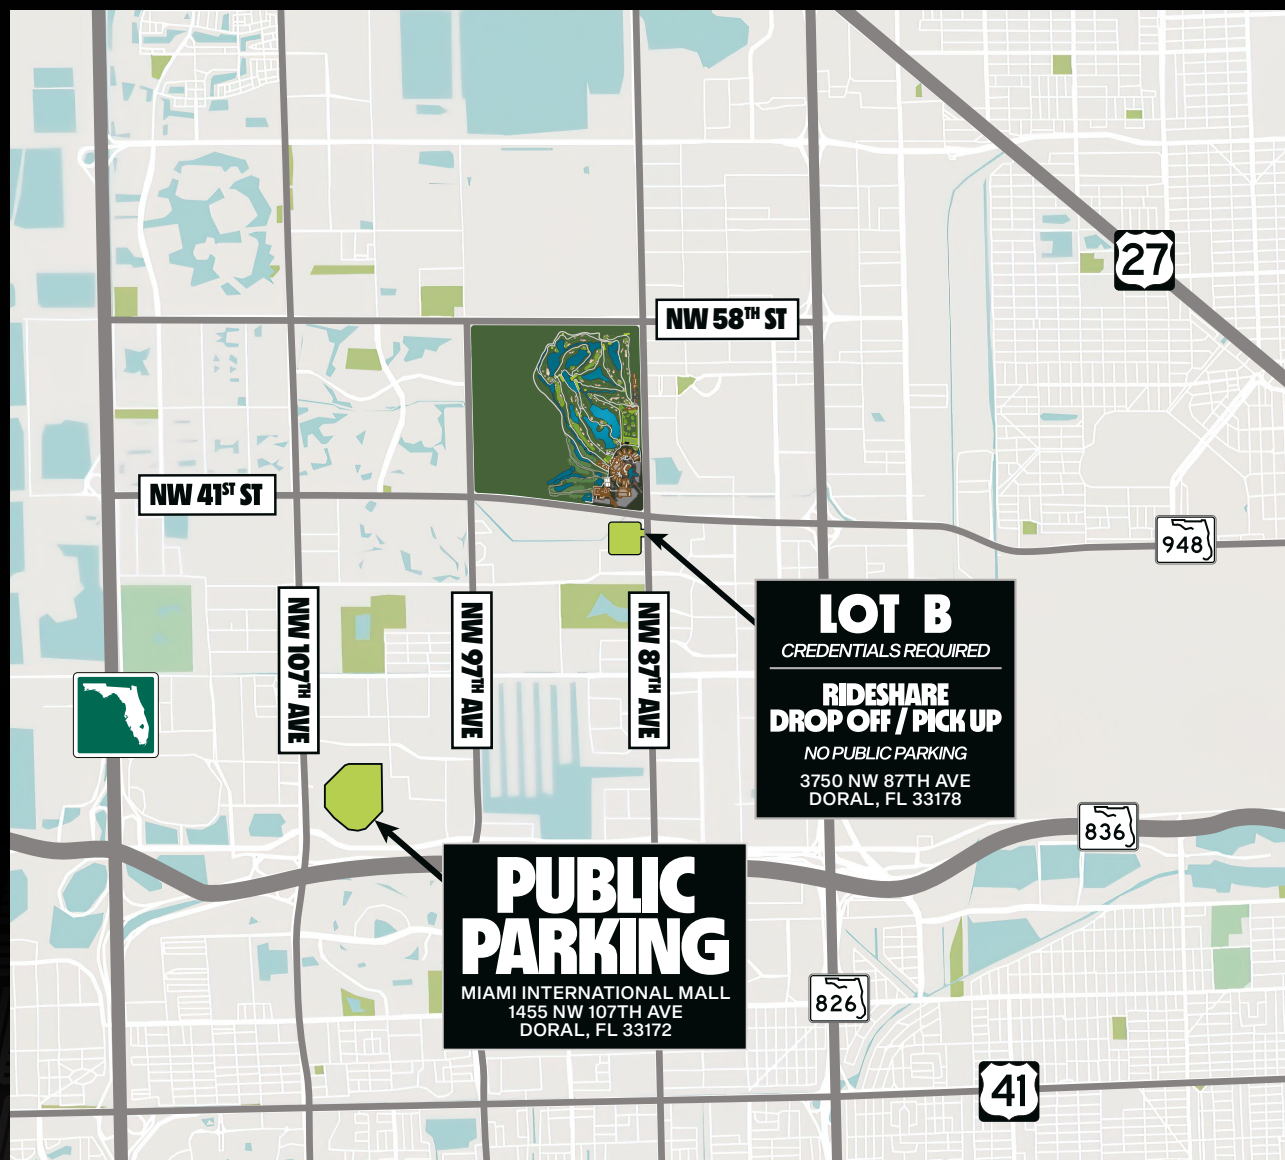 27
NW 58TH ST
NW 41ST ST
948
NW 107TH AVE
NW 97TH AVE
NW 87TH AVE
LOT B
CREDENTIALS REQUIRED
RIDESHARE
DROP OFF / PICK UP
NO PUBLIC PARKING
3750 NW 87TH AVE
DORAL, FL 33178
836
PUBLIC
PARKING
MIAMI INTERNATIONAL MALL
1455 NW 107TH AVE
DORAL, FL 33172
826
41